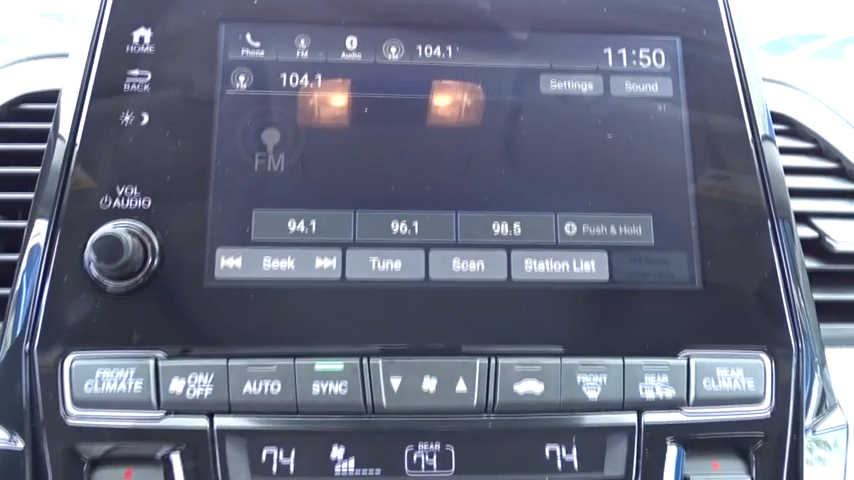 HOME
Phone FM Audio FM 104.1 11:50
BACK
FM 104.1 Settings Sound
FM
VOL
AUDIO
94.1 96.1 98.5 Push & Hold
Seek Tune Scan Station List
FRONT CLIMATE ON/OFF AUTO SYNC FRONT REAR REAR CLIMATE
74 REAR 74 74